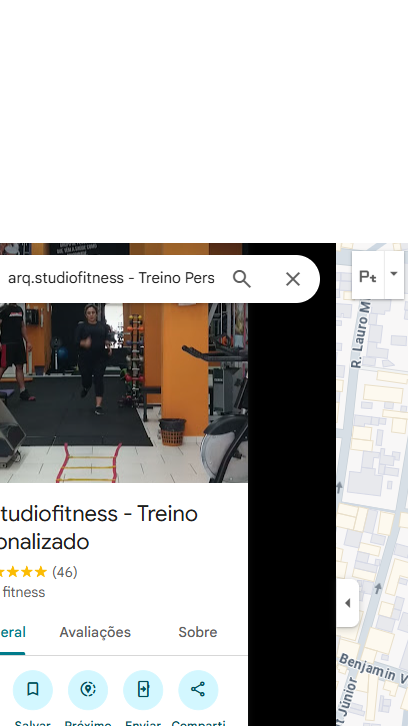 arq.studiofitness - Treino Pers
Pt
R. Lauro M
tudiofitness - Treino
onalizado
(46)
fitness
eral
Avaliações
Sobre
Salvar
Próximo
Enviar
Comparti
Benjamin V
Júnior